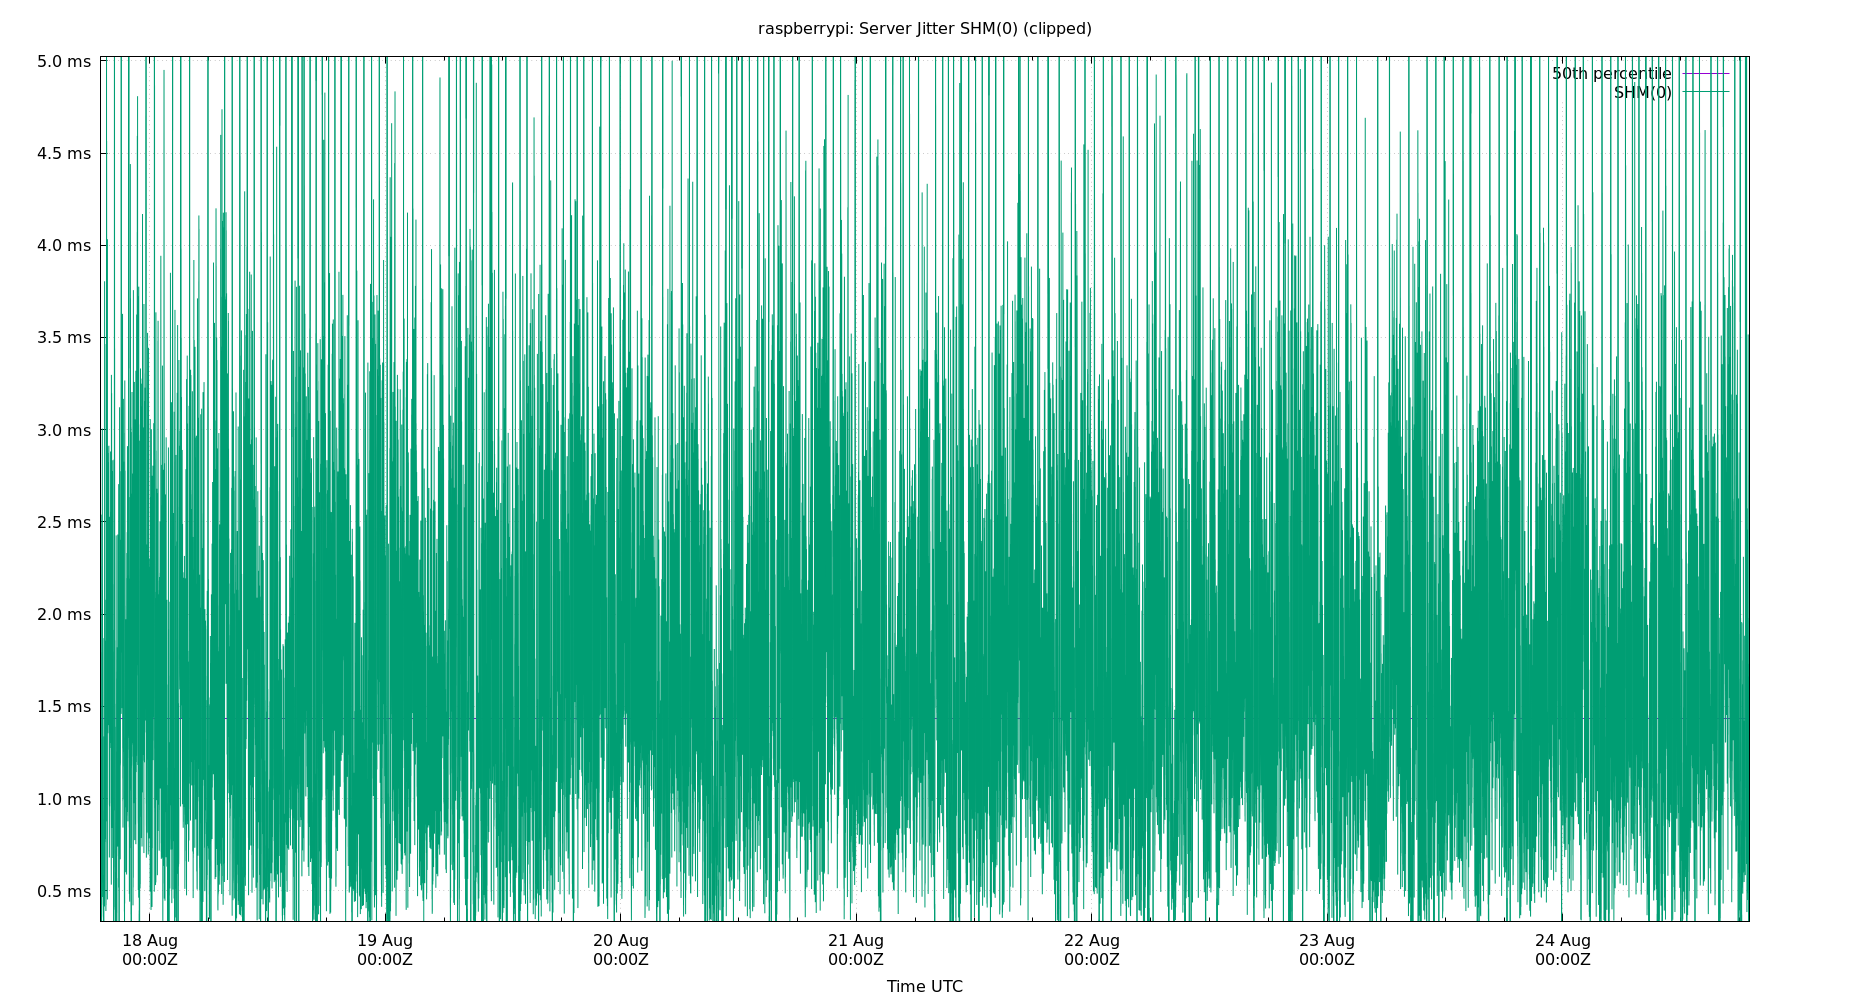 raspberrypi: Server Jitter SHM(0) (clipped)
5.0 ms
50th percentile
SHM(0)
4.5 ms
4.0 ms
3.5 ms
3.0 ms
2.5 ms
2.0 ms
1.5 ms
1.0 ms
0.5 ms
18 Aug 19 Aug 20 Aug 21 Aug 22 Aug 23 Aug 24 Aug
00:00Z 00:00Z 00:00Z 00:00Z 00:00Z 00:00Z 00:00Z
Time UTC